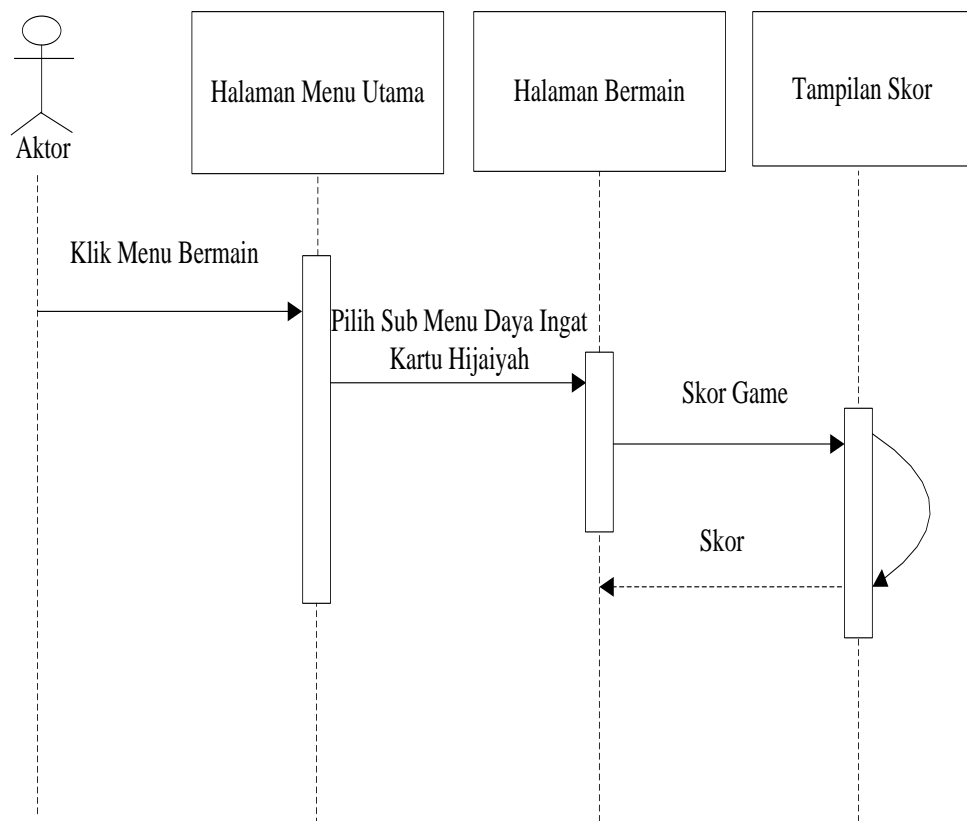 Aktor
Halaman Menu Utama
Halaman Bermain
Tampilan Skor
Klik Menu Bermain
Pilih Sub Menu Daya Ingat
Kartu Hijaiyah
Skor Game
Skor